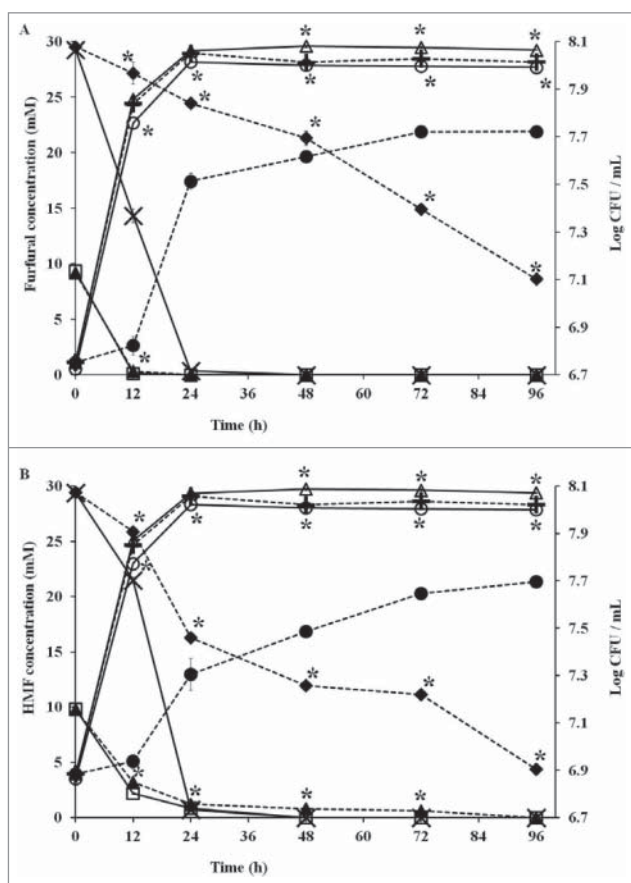 A
30
25
20
15
10
5
0
Furfural concentration (mM)
8.1
7.9
7.7
7.5
7.3
7.1
6.9
6.7
Log CFU / mL
0 12 24 36 48 60 72 84 96
Time (h)
* * * * * * * * * * * * * * *
B
30
25
20
15
10
5
0
HMF concentration (mM)
8.1
7.9
7.7
7.5
7.3
7.1
6.9
6.7
Log CFU / mL
0 12 24 36 48 60 72 84 96
Time (h)
* * * * * * * * * * * * * * * * * *